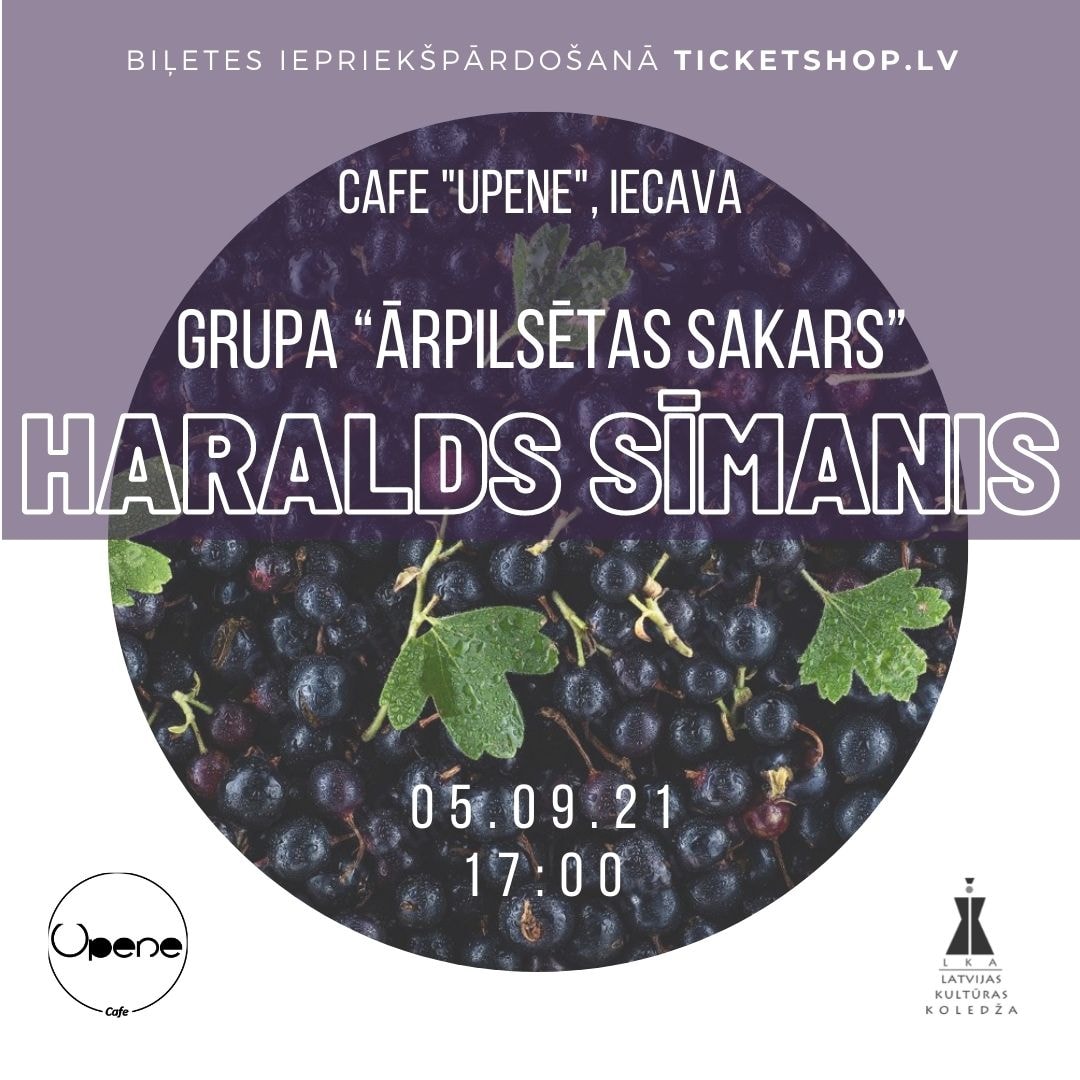 BIĻETES IEPRIEKŠPĀRDOŠANĀ TICKETSHOP.LV
CAFE "UPENE", IECAVA
GRUPA “ĀRPILSĒTAS SAKARS”
HARALDS SĪMANIS
05.09.21
17:00
Upene
Cafe
LKA
LATVIJAS
KULTŪRAS
KOLEDŽA